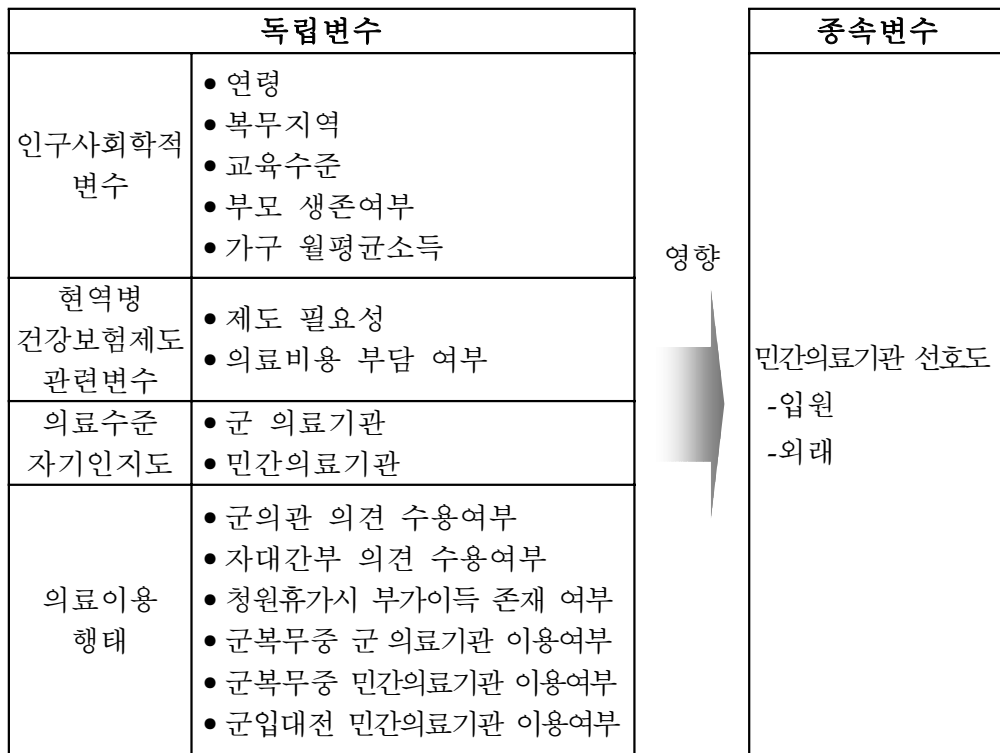 독립변수
인구사회학적
변수
• 연령
• 복무지역
• 교육수준
• 부모 생존여부
• 가구 월평균소득
현역병
건강보험제도
관련변수
• 제도 필요성
• 의료비용 부담 여부
의료수준
자기인지도
• 군 의료기관
• 민간의료기관
의료이용
행태
• 군의관 의견 수용여부
• 자대간부 의견 수용여부
• 청원휴가시 부가이득 존재 여부
• 군복무중 군 의료기관 이용여부
• 군복무중 민간의료기관 이용여부
• 군입대전 민간의료기관 이용여부
영향
종속변수
민간의료기관 선호도
-입원
-외래